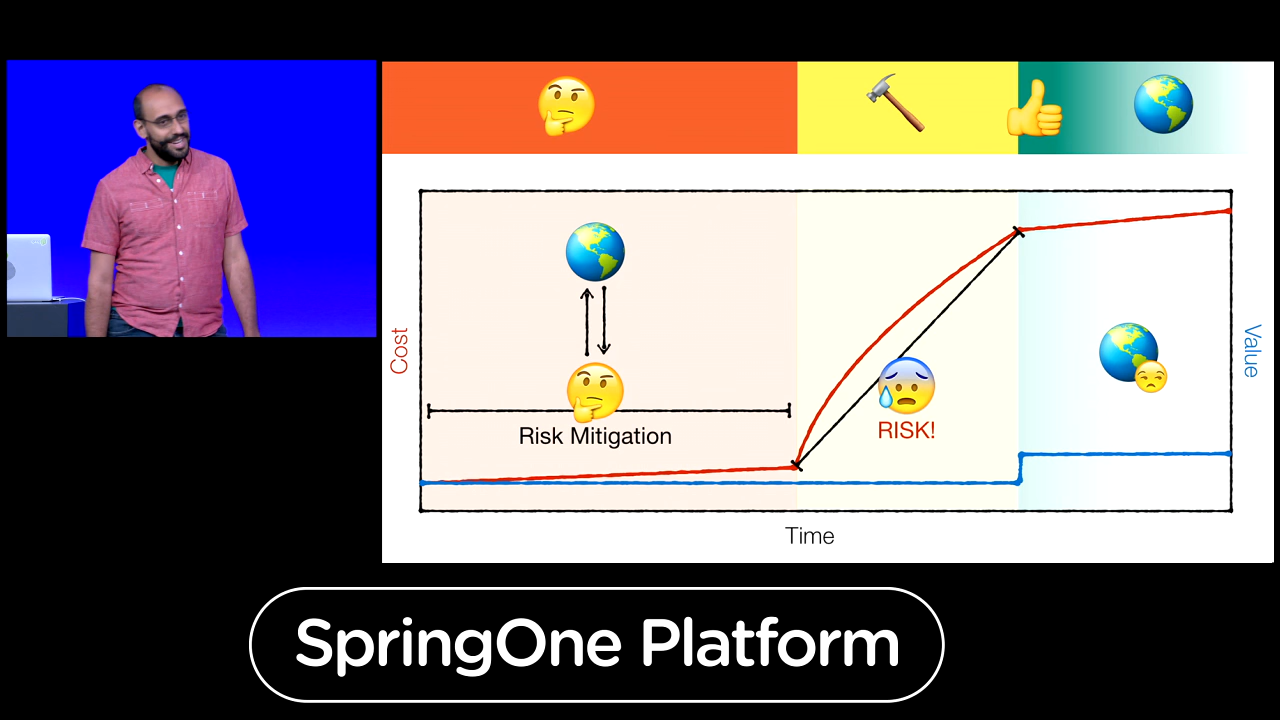 Cost
Risk Mitigation
RISK!
Value
Time
SpringOne Platform